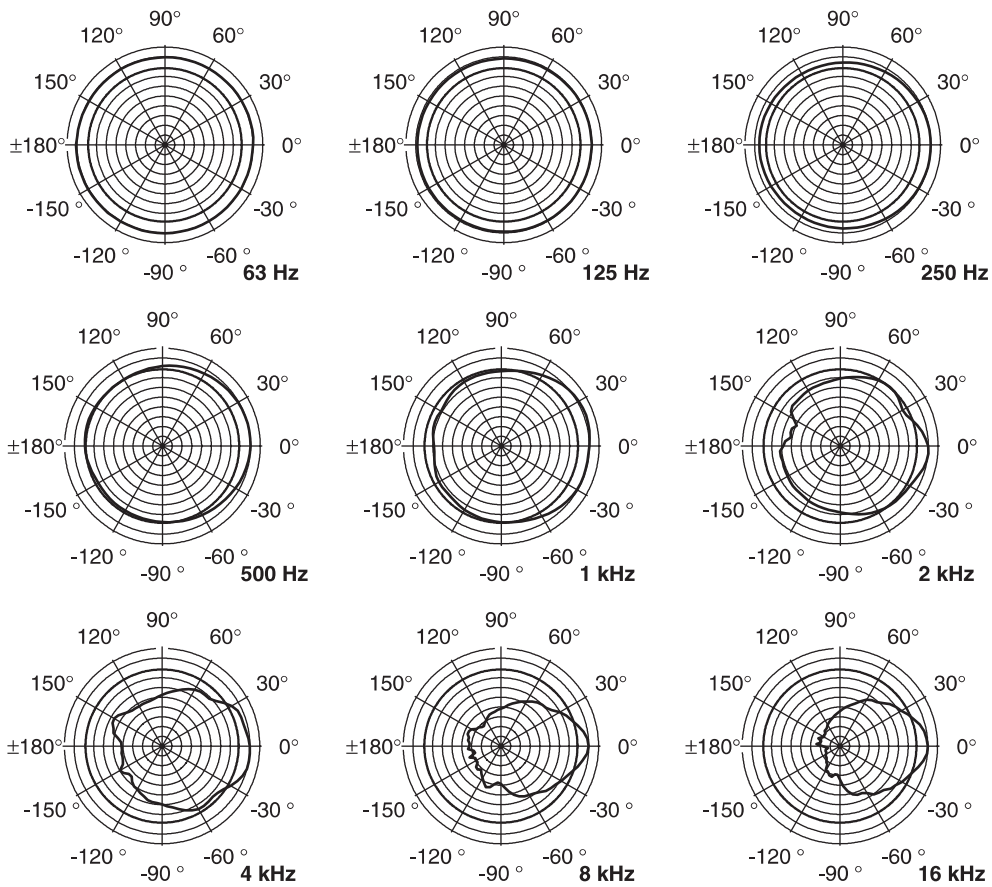 90° 90° 90°
120° 60° 120° 60° 120° 60°
150° 30° 150° 30° 150° 30°
±180° 0° ±180° 0° ±180° 0°
-150 ° -30 ° -150 ° -30 ° -150 ° -30 °
-120 ° -60 ° -120 ° -60 ° -120 ° -60 °
-90 ° 63 Hz -90 ° 125 Hz -90 ° 250 Hz
90° 90° 90°
120° 60° 120° 60° 120° 60°
150° 30° 150° 30° 150° 30°
±180° 0° ±180° 0° ±180° 0°
-150 ° -30 ° -150 ° -30 ° -150 ° -30 °
-120 ° -60 ° -120 ° -60 ° -120 ° -60 °
-90 ° 500 Hz -90 ° 1 kHz -90 ° 2 kHz
90° 90° 90°
120° 60° 120° 60° 120° 60°
150° 30° 150° 30° 150° 30°
±180° 0° ±180° 0° ±180° 0°
-150 ° -30 ° -150 ° -30 ° -150 ° -30 °
-120 ° -60 ° -120 ° -60 ° -120 ° -60 °
-90 ° 4 kHz -90 ° 8 kHz -90 ° 16 kHz